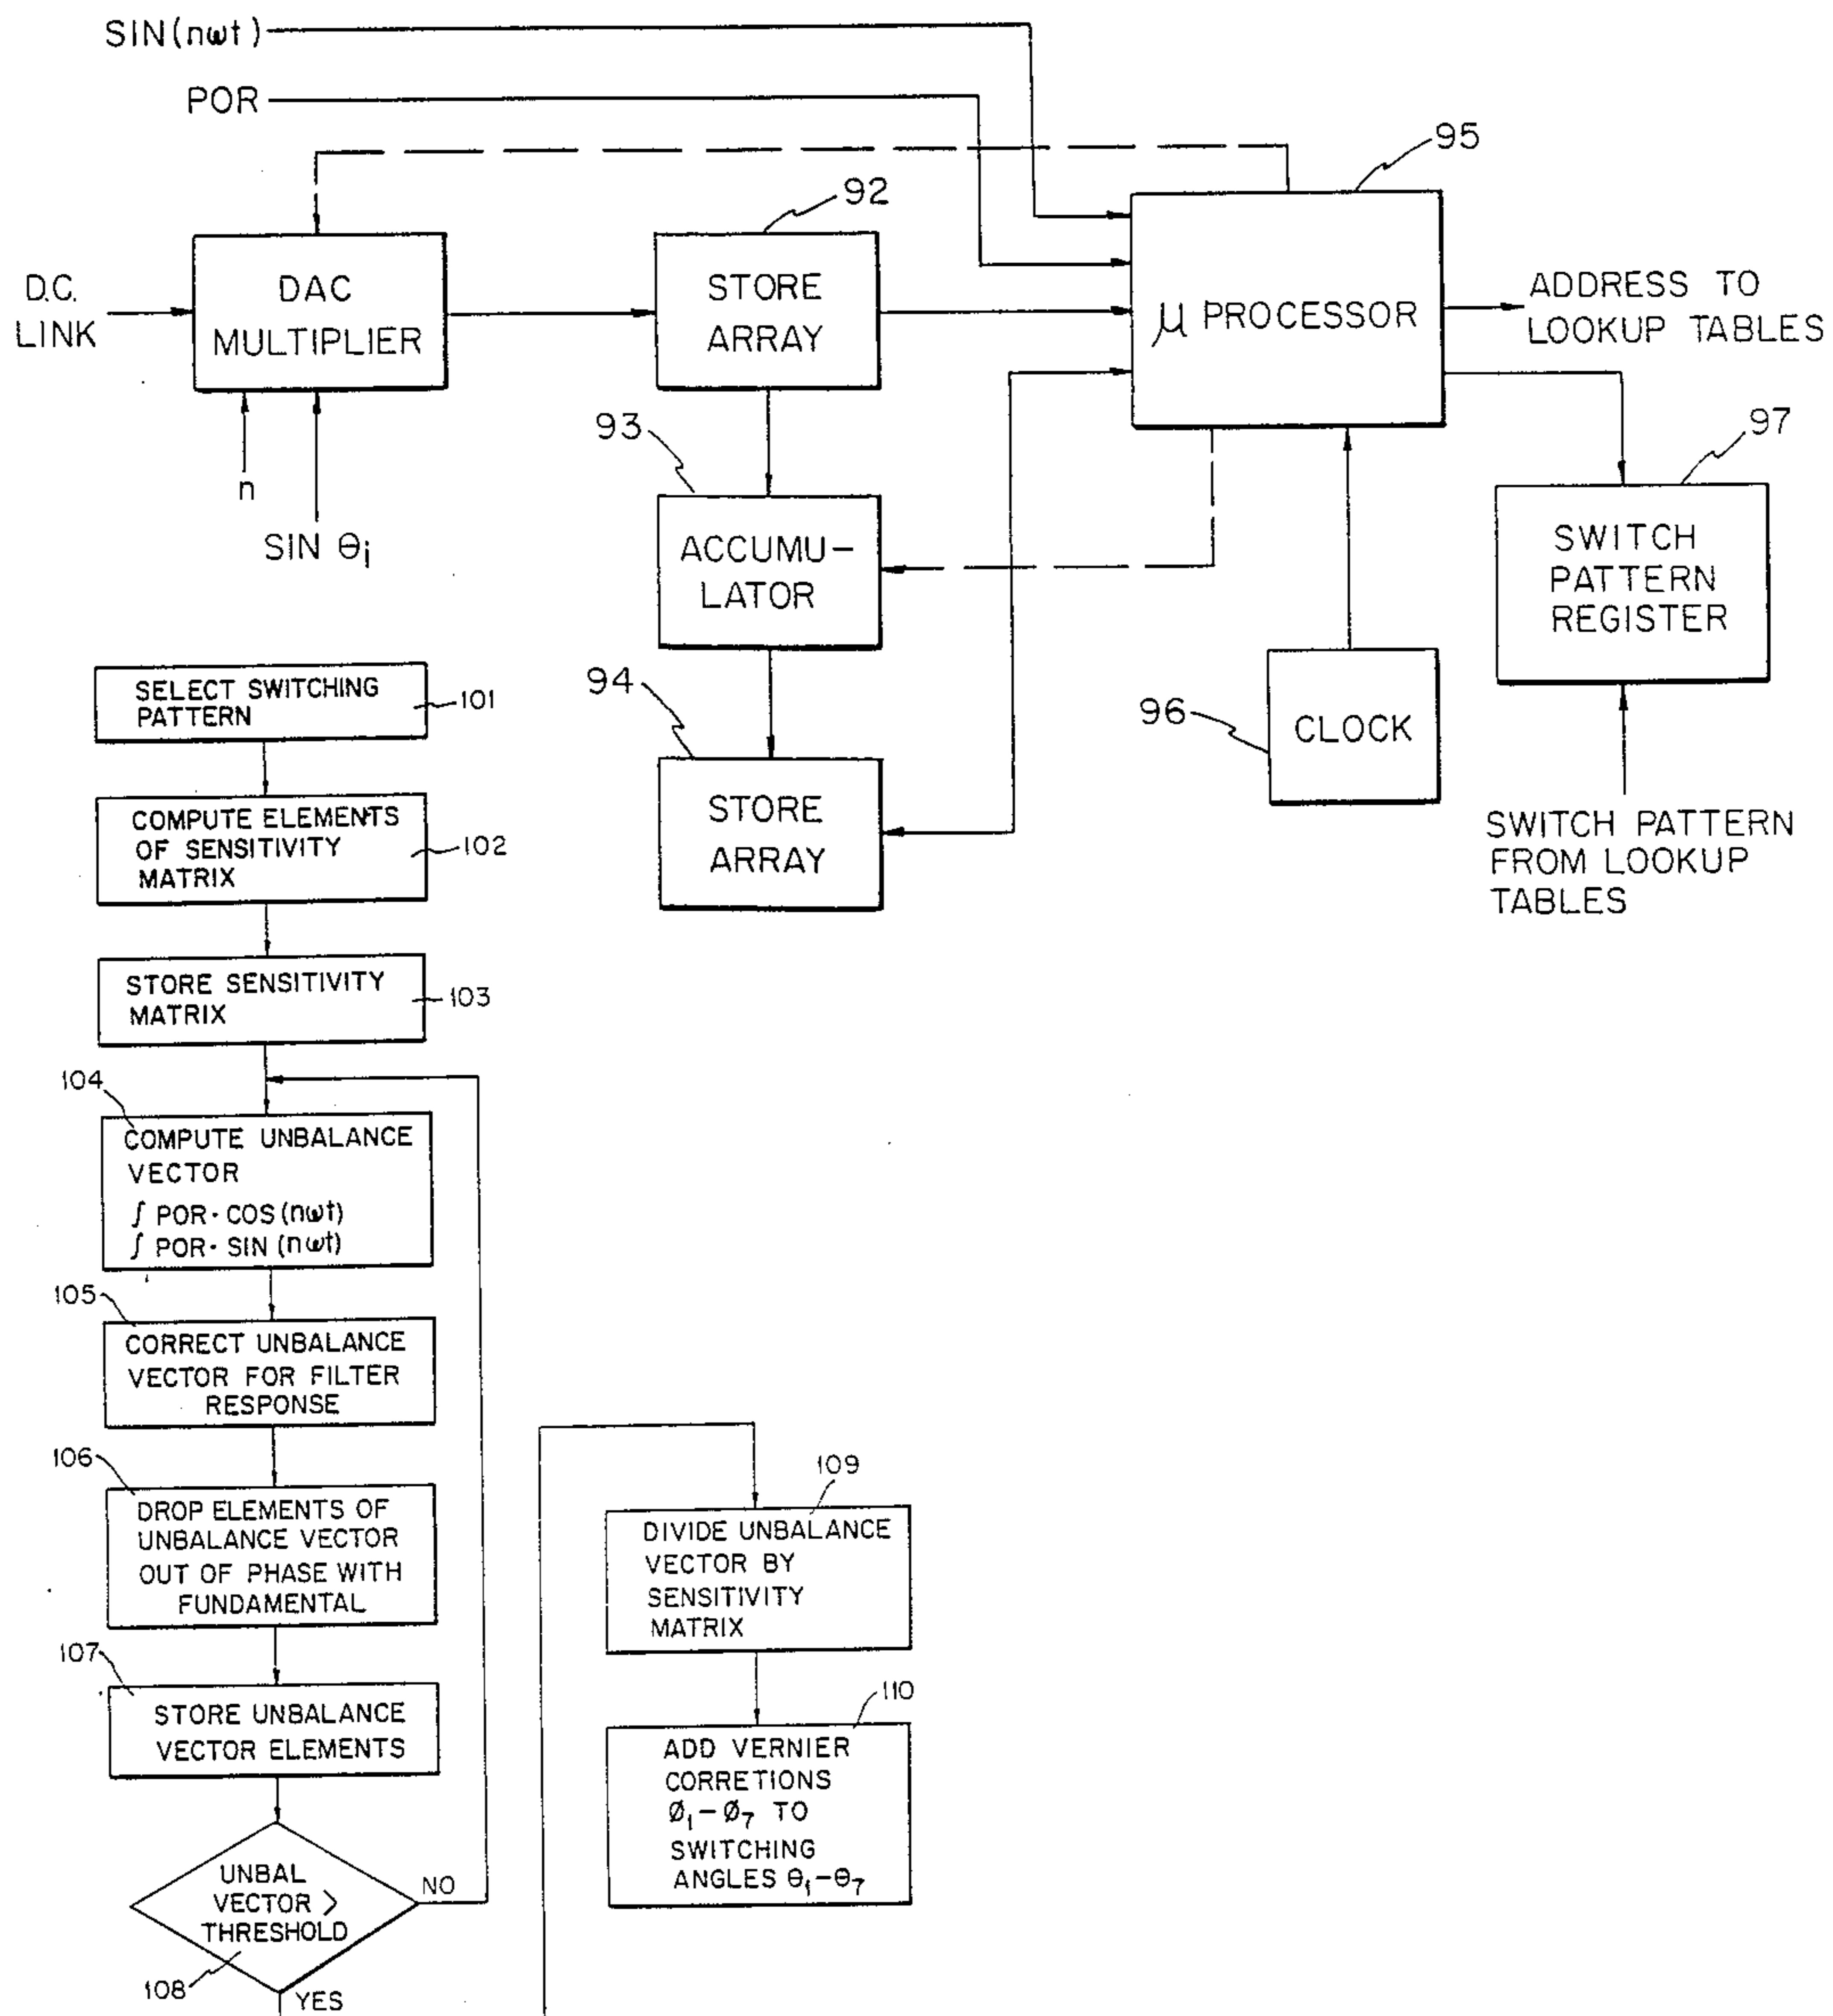 SIN(nωt)
POR
95
92
D.C.
LINK
DAC
MULTIPLIER
STORE
ARRAY
μ PROCESSOR
ADDRESS TO
LOOKUP TABLES
n
SIN θi
93
ACCUMU-
LATOR
97
SWITCH
PATTERN
REGISTER
94
STORE
ARRAY
96
CLOCK
SWITCH PATTERN
FROM LOOKUP
TABLES
SELECT SWITCHING
PATTERN
101
COMPUTE ELEMENTS
OF SENSITIVITY
MATRIX
102
STORE SENSITIVITY
MATRIX
103
104
COMPUTE UNBALANCE
VECTOR
∫ POR · COS (nωt)
∫ POR · SIN (nωt)
105
CORRECT UNBALANCE
VECTOR FOR FILTER
RESPONSE
106
DROP ELEMENTS OF
UNBALANCE VECTOR
OUT OF PHASE WITH
FUNDAMENTAL
107
STORE UNBALANCE
VECTOR ELEMENTS
UNBAL
VECTOR >
THRESHOLD
108
NO
YES
109
DIVIDE UNBALANCE
VECTOR BY
SENSITIVITY
MATRIX
110
ADD VERNIER
CORRETIONS
Ø1-Ø7 TO
SWITCHING
ANGLES θ1-θ7